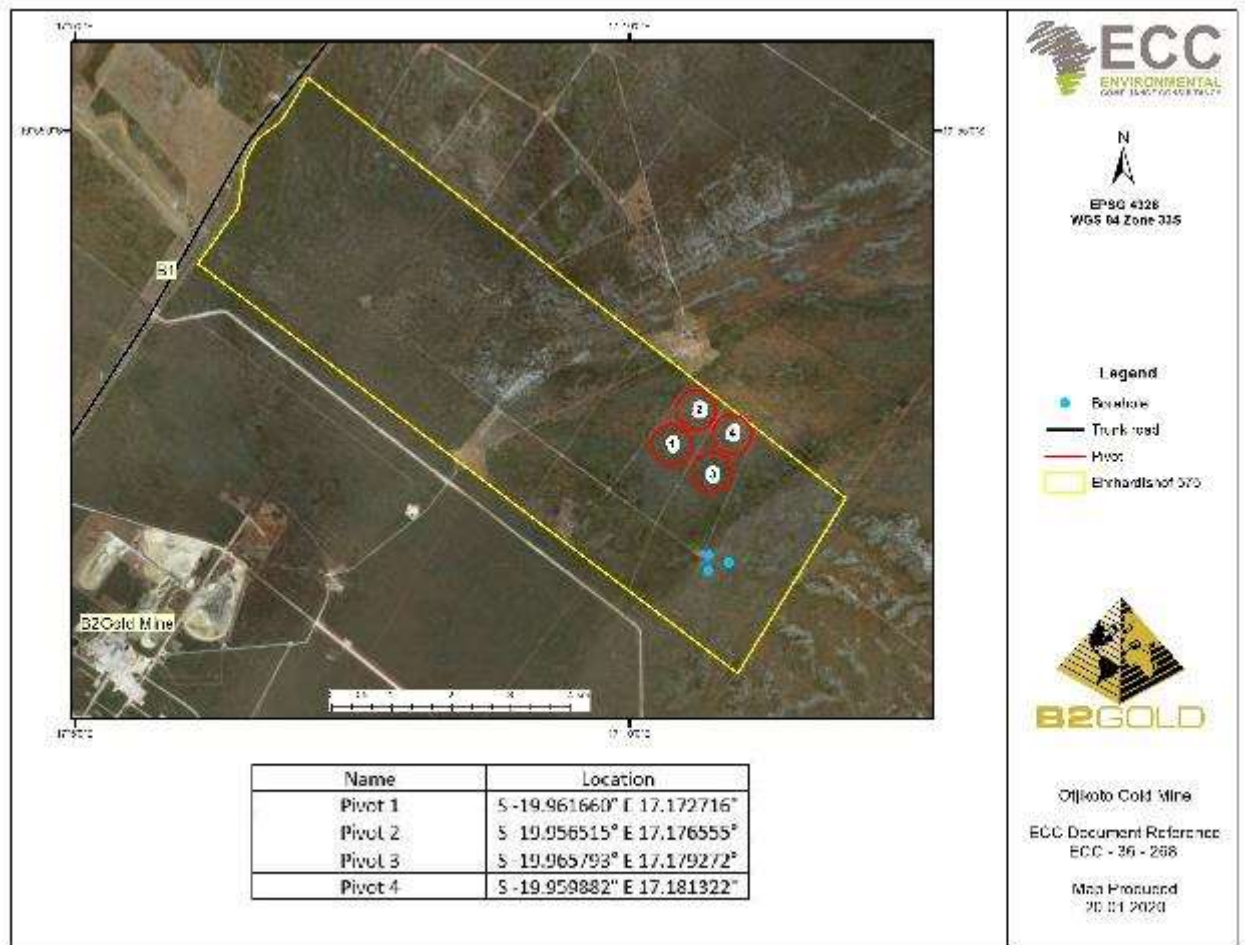 ECC
ENVIRONMENTAL
COMPLIANCE CONSULTANCY
N
EPSG 4326
WGS 84 Zone 33S
B1
2
4
1
3
B2Gold Mine
Legend
Borehole
Trunk road
Pivot
Ehrhardtshof 575
B2GOLD
Otjikoto Gold Mine
ECC Document Reference
ECC - 36 - 268
Map Produced
20 01 2020
Name Location
Pivot 1 S -19.961660° E 17.172716°
Pivot 2 S -19.956515° E 17.176555°
Pivot 3 S -19.965793° E 17.179272°
Pivot 4 S -19.959882° E 17.181322°